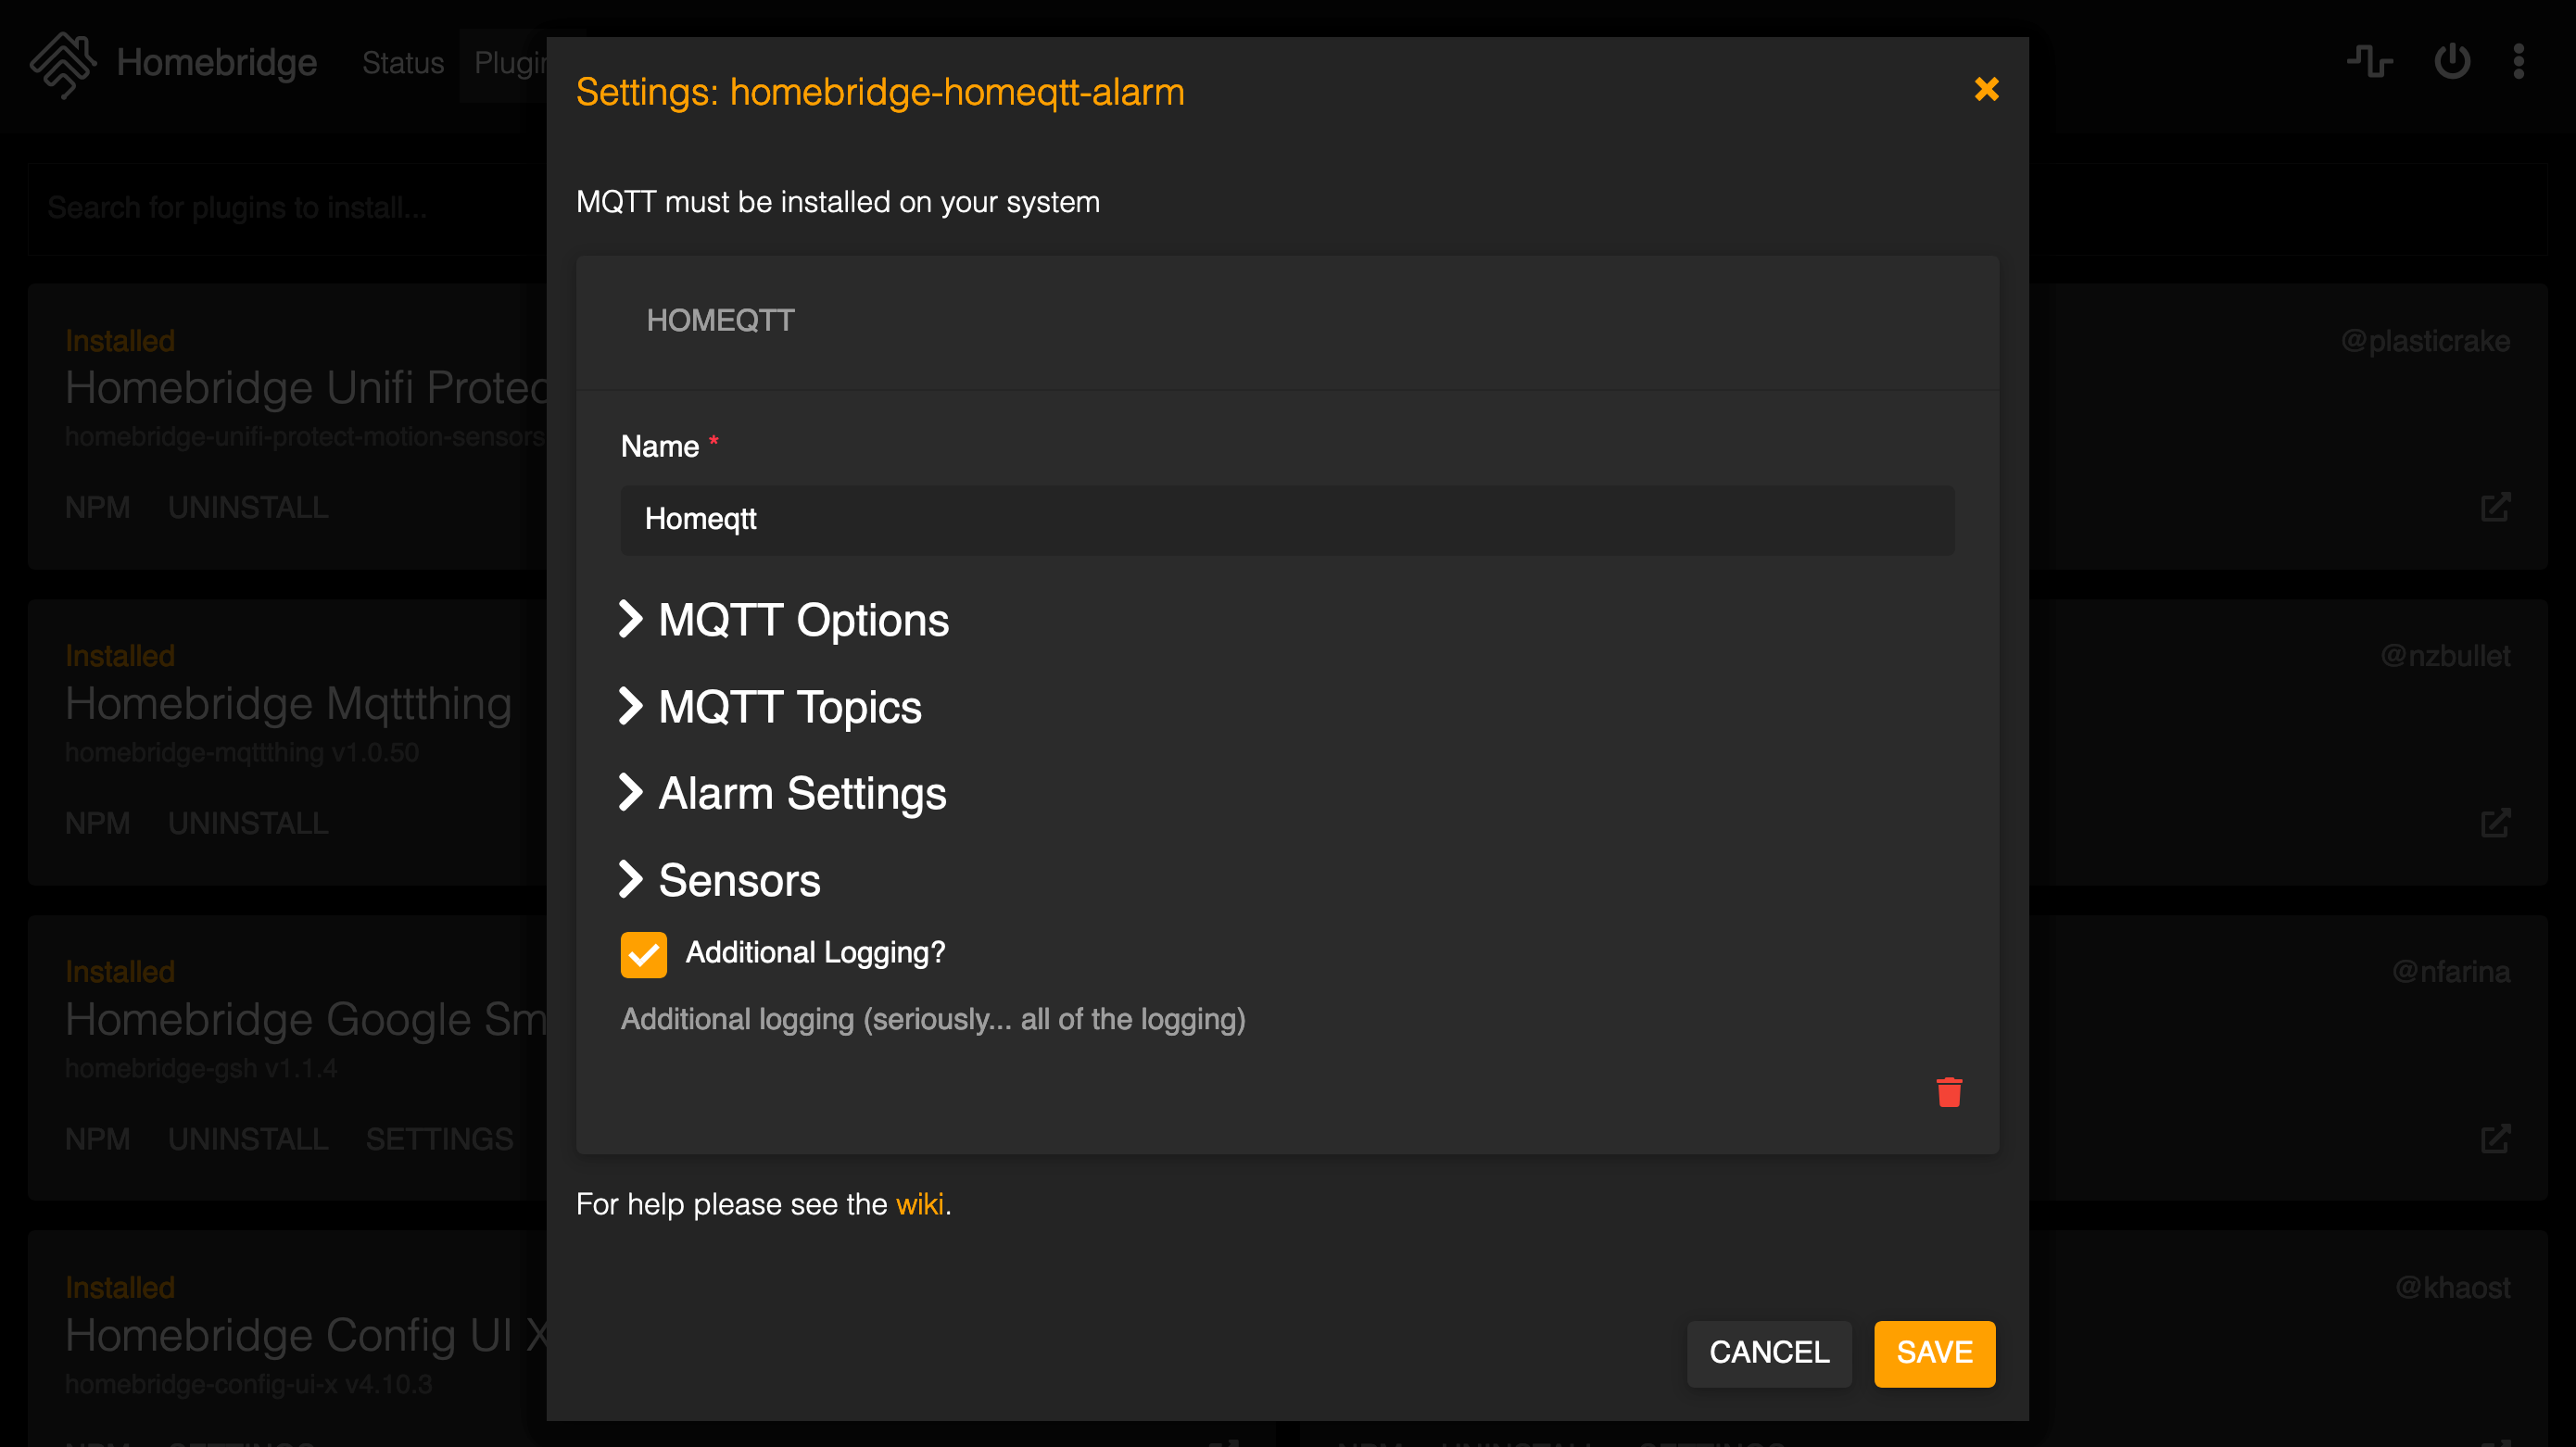 Homebridge
Status
Plugin
Settings: homebridge-homeqtt-alarm
MQTT must be installed on your system
Search for plugins to install...
HOMEQTT
Installed
@plasticrake
Homebridge Unifi Protec
homebridge-unifi-protect-motion-sensors
Name *
NPM UNINSTALL
Homeqtt
MQTT Options
Installed
@nzbullet
Homebridge Mqttthing
MQTT Topics
homebridge-mqttthing v1.0.50
Alarm Settings
NPM UNINSTALL
Sensors
Additional Logging?
Installed
@nfarina
Homebridge Google Sm
Additional logging (seriously... all of the logging)
homebridge-gsh v1.1.4
NPM UNINSTALL SETTINGS
For help please see the wiki.
Installed
@khaost
Homebridge Config UI X
CANCEL SAVE
homebridge-config-ui-x v4.10.3